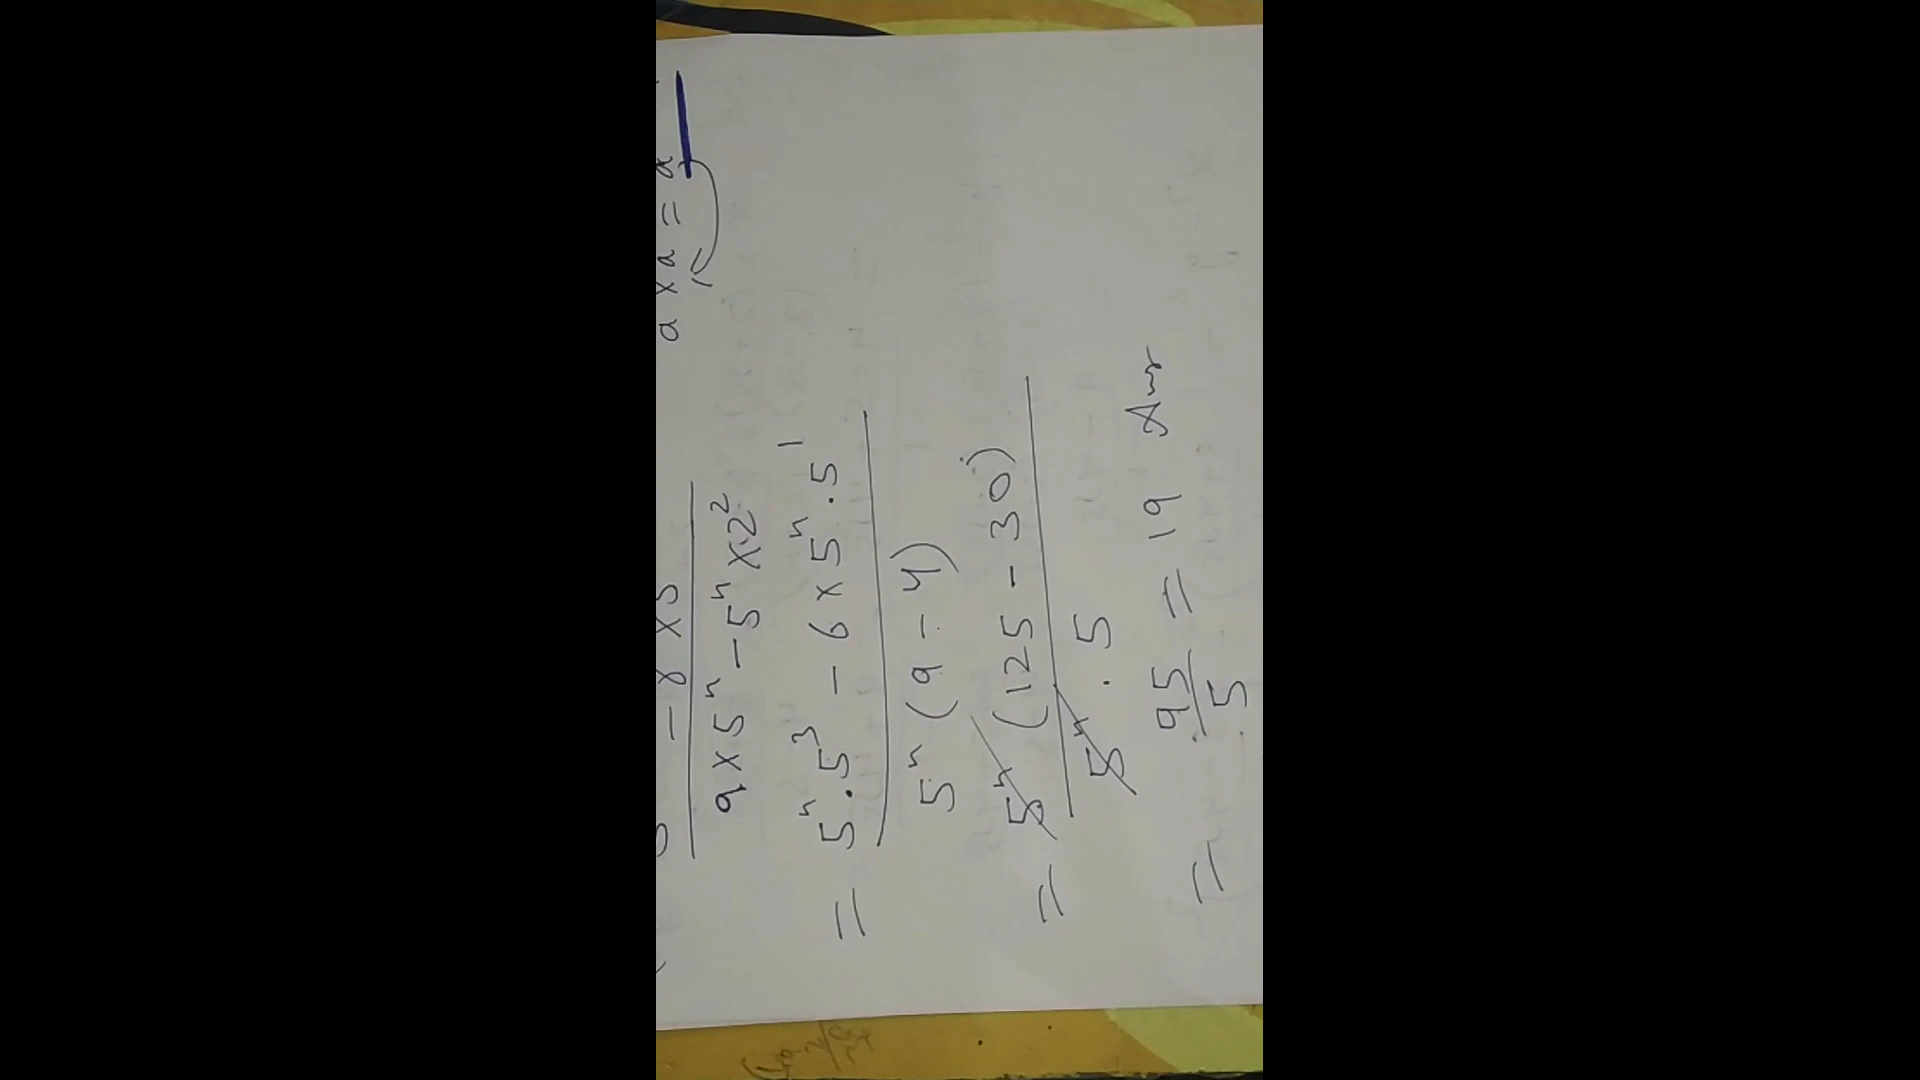 a × a = a
9 × 5ⁿ − 5ⁿ × 2²
= 5ⁿ . 5³ − 6 × 5ⁿ . 5¹
5ⁿ (9 − 4)
= 5ⁿ (125 − 30)
5ⁿ . 5
= 95 / 5 = 19 Ans